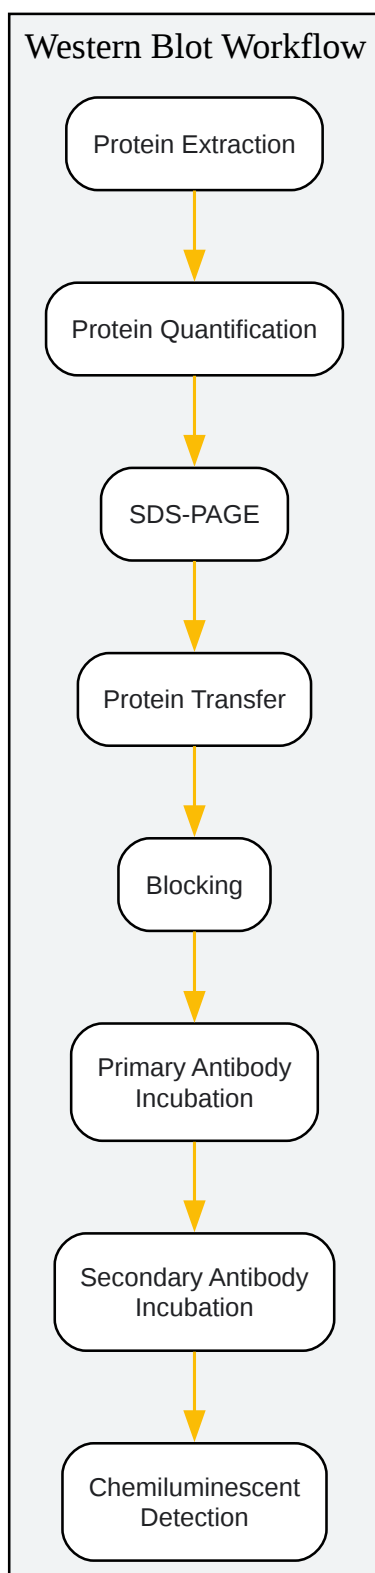 Western Blot Workflow
Protein Extraction
Protein Quantification
SDS-PAGE
Protein Transfer
Blocking
Primary Antibody
Incubation
Secondary Antibody
Incubation
Chemiluminescent
Detection